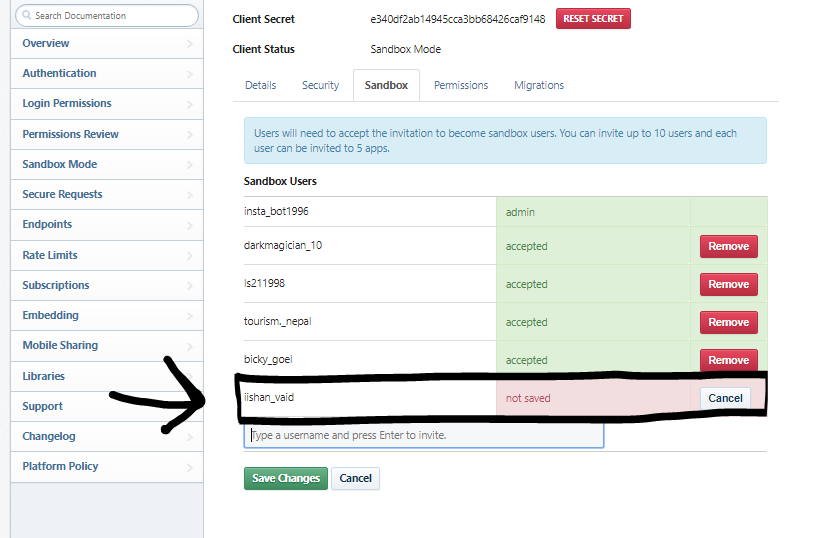 Search Documentation
Overview
Authentication
Login Permissions
Permissions Review
Sandbox Mode
Secure Requests
Endpoints
Rate Limits
Subscriptions
Embedding
Mobile Sharing
Libraries
Support
Changelog
Platform Policy
Client Secret e340df2ab14945cca3bb68426caf9148 RESET SECRET
Client Status Sandbox Mode
Details Security Sandbox Permissions Migrations
Users will need to accept the invitation to become sandbox users. You can invite up to 10 users and each
user can be invited to 5 apps.
Sandbox Users
insta_bot1996 admin
darkmagician_10 accepted Remove
ls211998 accepted Remove
tourism._nepal accepted Remove
bicky_goel accepted Remove
iishan_vaid not saved Cancel
Type a username and press Enter to invite.
Save Changes Cancel